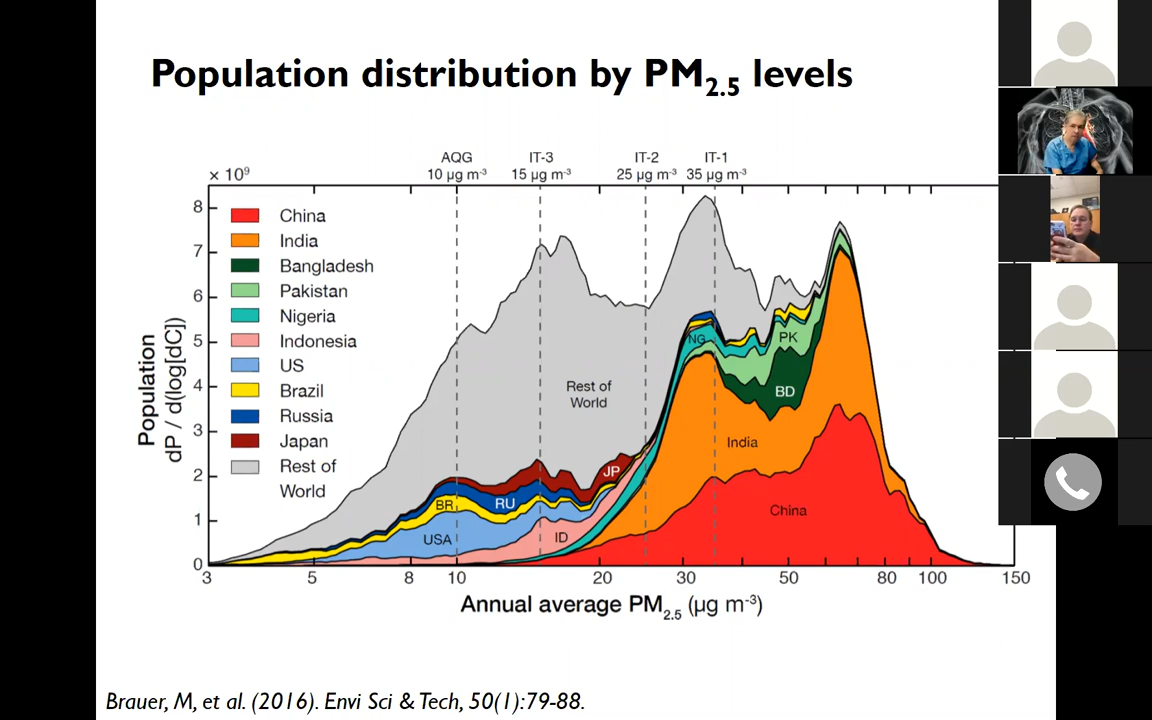 Population distribution by PM2.5 levels
AQG IT-3 IT-2 IT-1
× 10⁹ 10 µg m⁻³ 15 µg m⁻³ 25 µg m⁻³ 35 µg m⁻³
8
7
6
5
4
3
2
1
0
Population
dP / d(log[dC])
China
India
Bangladesh
Pakistan
Nigeria
Indonesia
US
Brazil
Russia
Japan
Rest of
World
Rest of
World
NG
PK
BD
India
JP
BR
RU
USA
ID
China
3 5 8 10 20 30 50 80 100 150
Annual average PM2.5 (µg m⁻³)
Brauer, M, et al. (2016). Envi Sci & Tech, 50(1):79-88.